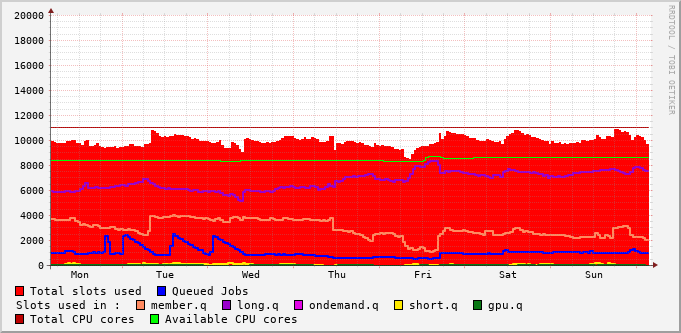 RRDTOOL / TOBI OETIKER
20000
18000
16000
14000
12000
10000
8000
6000
4000
2000
0
Mon Tue Wed Thu Fri Sat Sun
Total slots used Queued Jobs
Slots used in : member.q long.q ondemand.q short.q gpu.q
Total CPU cores Available CPU cores